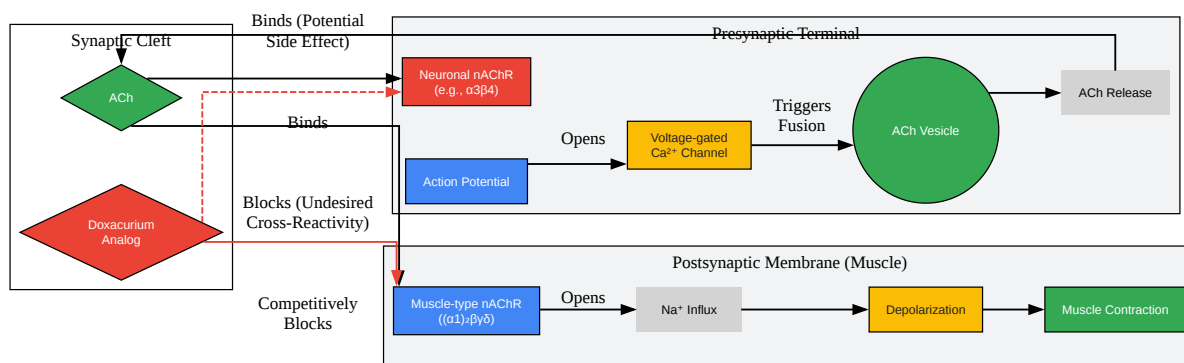 Binds (Potential
Side Effect)
Synaptic Cleft
Presynaptic Terminal
ACh
Neuronal nAChR
(e.g., α3β4)
Binds
Opens
Voltage-gated
Ca²⁺ Channel
Triggers
Fusion
ACh Vesicle
ACh Release
Action Potential
Doxacurium
Analog
Blocks (Undesired
Cross-Reactivity)
Postsynaptic Membrane (Muscle)
Competitively
Blocks
Muscle-type nAChR
((α1)₂βγδ)
Opens
Na⁺ Influx
Depolarization
Muscle Contraction